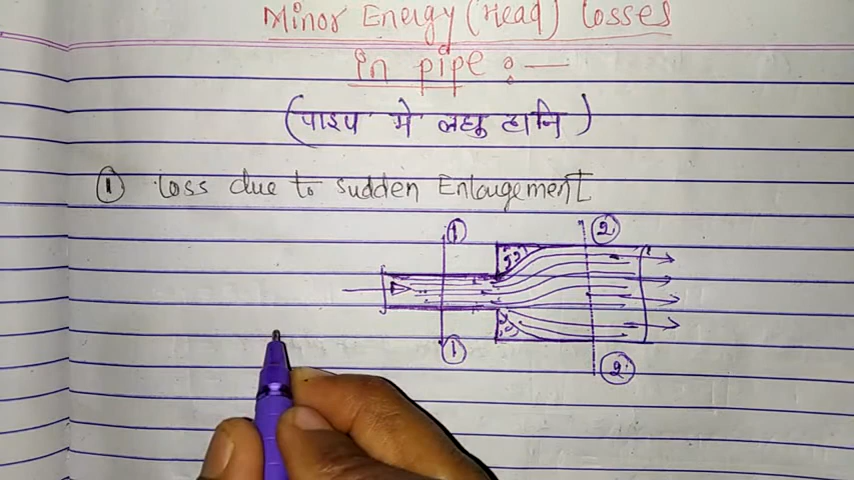 Minor Energy (Head) Losses
in pipe :—
(पाइप मे लघु हानि)
① Loss due to sudden Enlargement
① ②
① ②